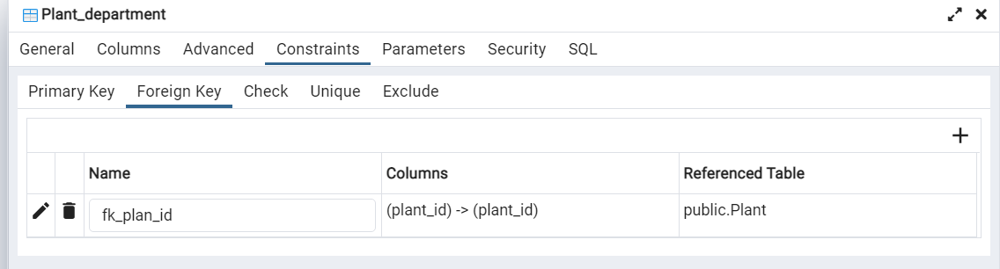 Plant_department
General Columns Advanced Constraints Parameters Security SQL
Primary Key Foreign Key Check Unique Exclude
Name Columns Referenced Table
fk_plan_id (plant_id) -> (plant_id) public.Plant